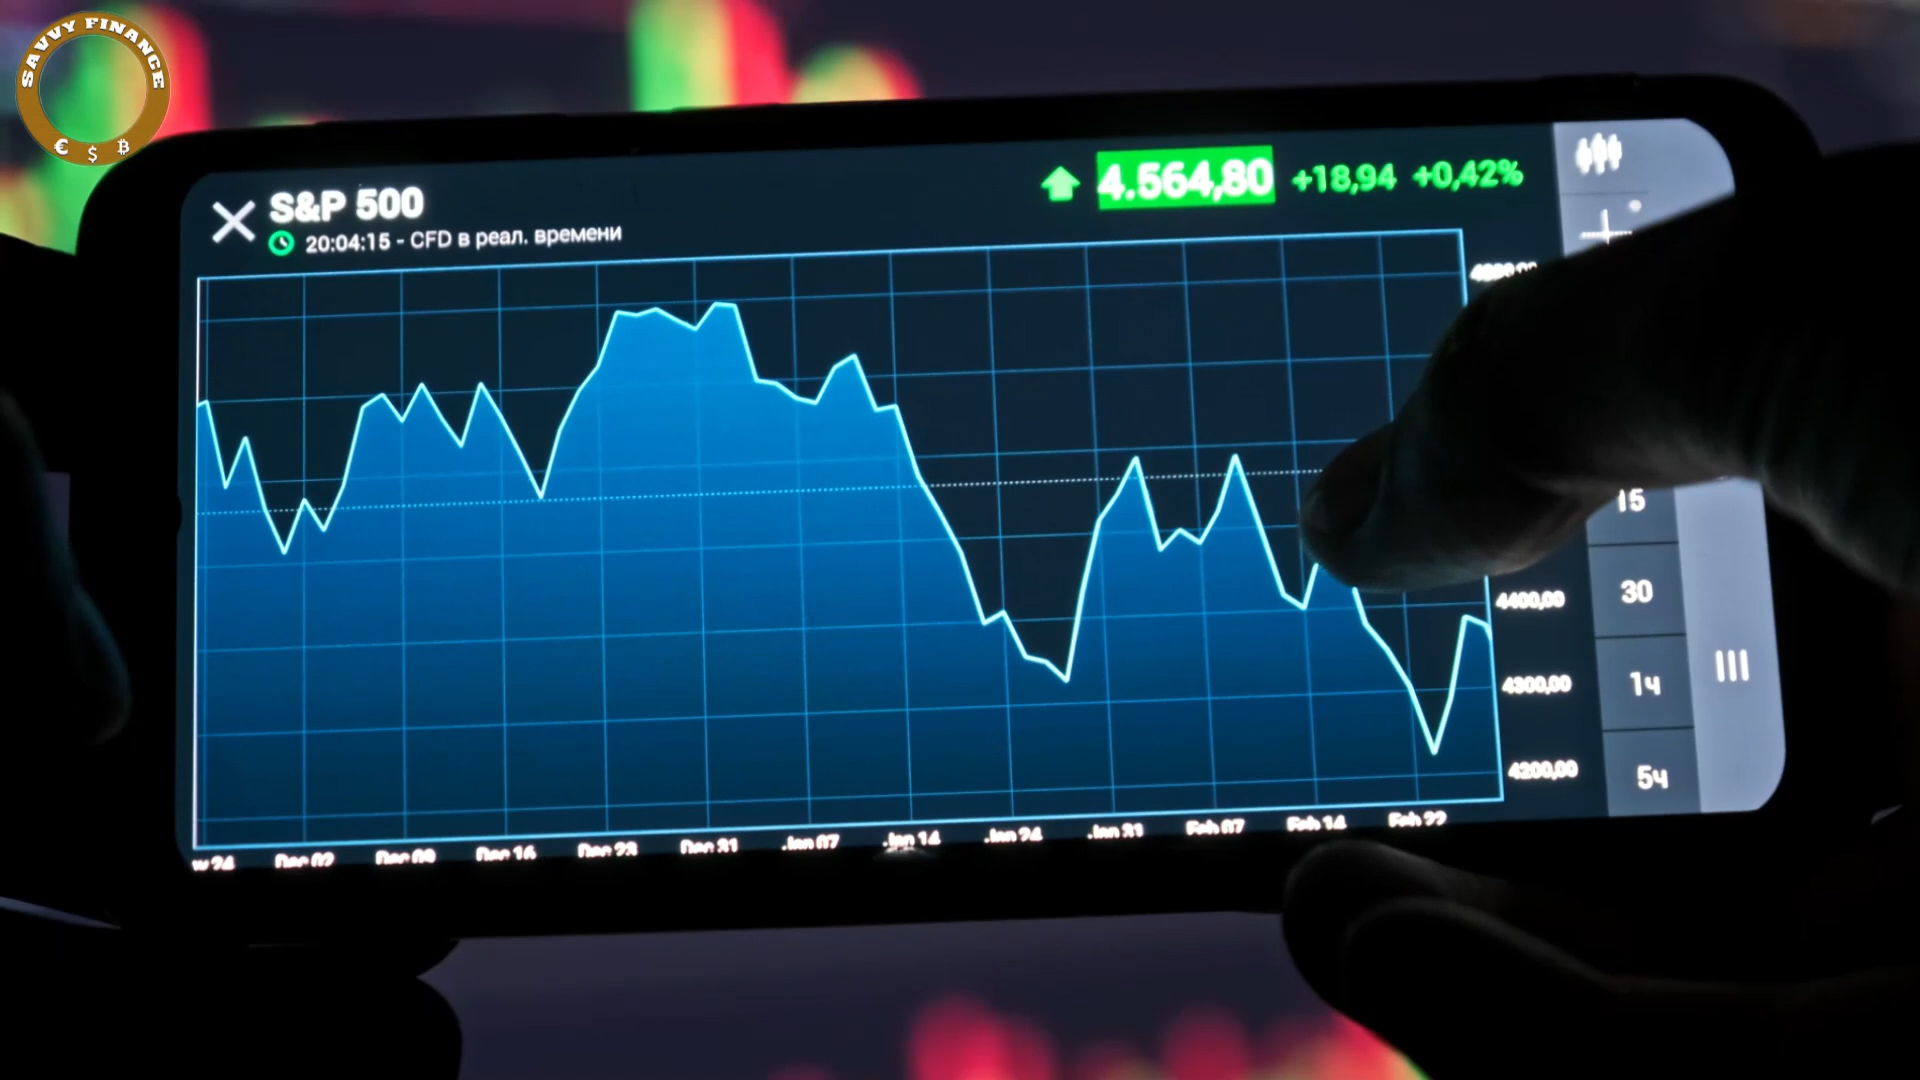 SAVVY FINANCE
€ $ ₿
S&P 500
4.564,80 +18,94 +0,42%
20:04:15 - CFD в реал. времени
15
30
4400,00
1ч
4300,00
5ч
4200,00
Dec 02 Dec 09 Dec 16 Dec 23 Dec 31 Jan 07 Jan 14 Jan 24 Jan 31 Feb 07 Feb 14 Feb 22